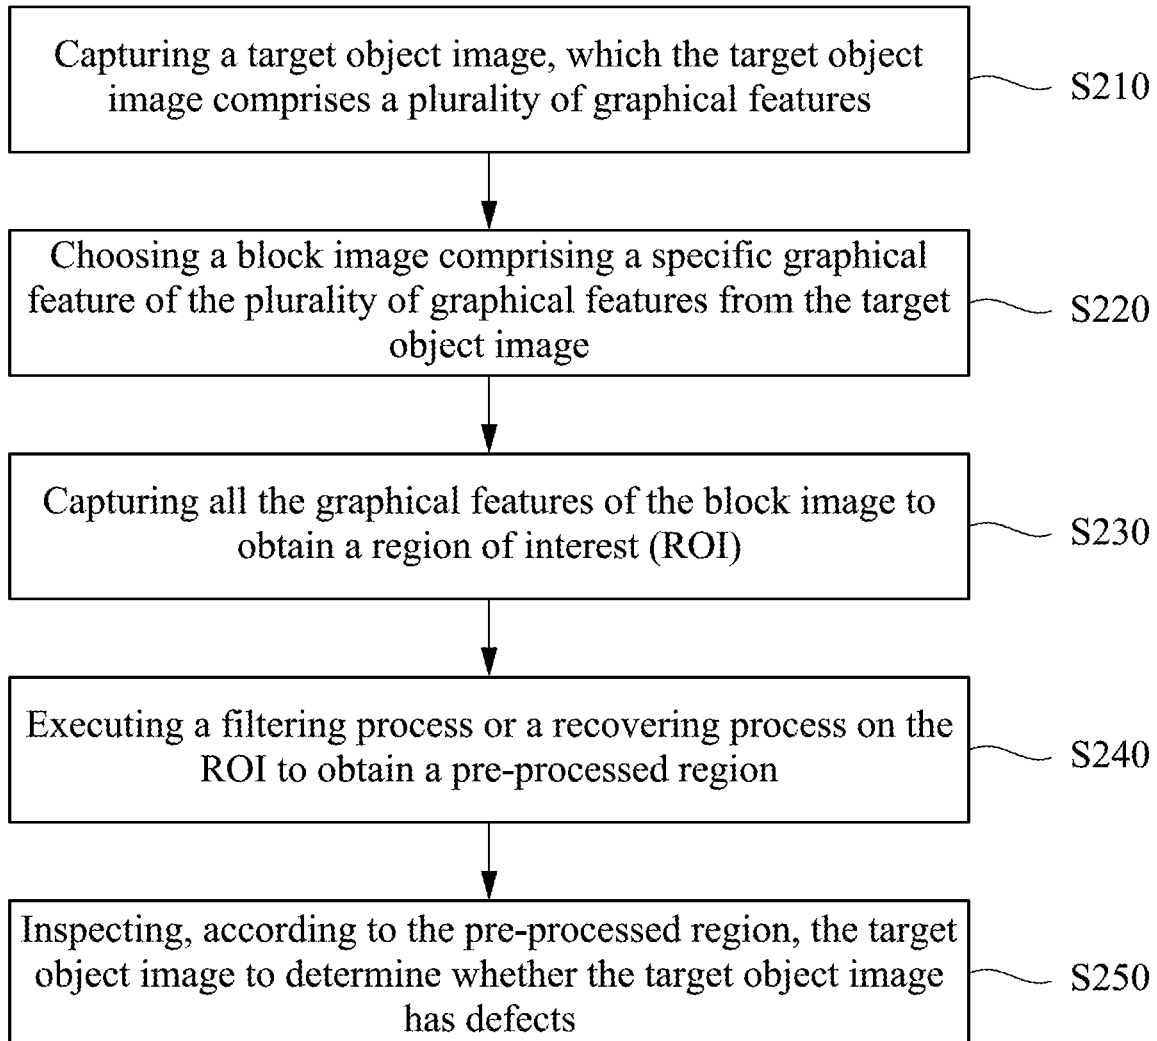 Capturing a target object image, which the target object
image comprises a plurality of graphical features
S210
Choosing a block image comprising a specific graphical
feature of the plurality of graphical features from the target
object image
S220
Capturing all the graphical features of the block image to
obtain a region of interest (ROI)
S230
Executing a filtering process or a recovering process on the
ROI to obtain a pre-processed region
S240
Inspecting, according to the pre-processed region, the target
object image to determine whether the target object image
has defects
S250